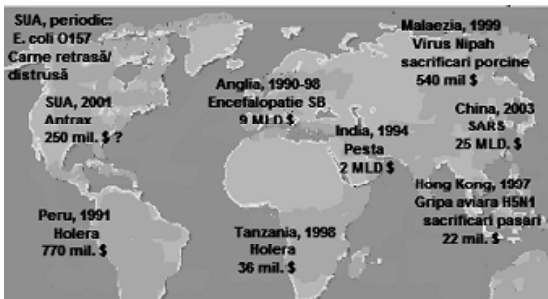 SUA, periodic:
E. coli O157
Carne retrasă/
distrusă
SUA, 2001
Antrax
250 mil. $ ?
Peru, 1991
Holera
770 mil. $
Anglia, 1990-98
Encefalopatie SB
9 MLD $
India, 1994
Pesta
2 MLD $
Tanzania, 1998
Holera
36 mil. $
Malaezia, 1999
Virus Nipah
sacrificari porcine
540 mil $
China, 2003
SARS
25 MLD. $
Hong Kong, 1997
Gripa aviara H5N1
sacrificări pasari
22 mil. $